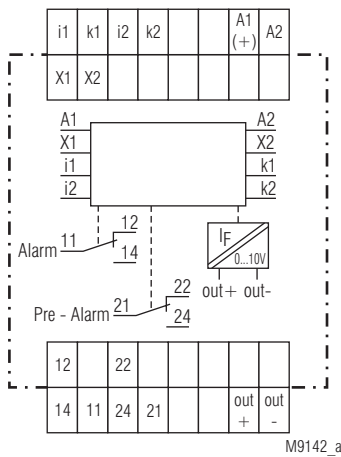 i1 k1 i2 k2 A1 (+) A2
X1 X2
A1 A2
X1 X2
i1 k1
i2 k2
12
Alarm 11
14
IF
0...10V
out+ out-
22
Pre - Alarm 21
24
12 22
14 11 24 21 out + out -
M9142_a